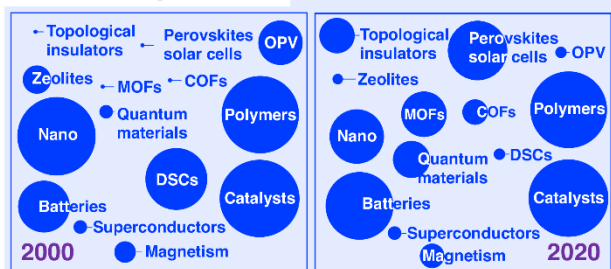 Topological
insulators
Perovskites
solar cells
OPV
Zeolites
MOFs
COFs
Nano
Quantum
materials
Polymers
DSCs
Batteries
Catalysts
Superconductors
2000
Magnetism
Topological
insulators
Perovskites
solar cells
OPV
Zeolites
MOFs
COFs
Polymers
Nano
Quantum
materials
DSCs
Batteries
Catalysts
Superconductors
Magnetism
2020